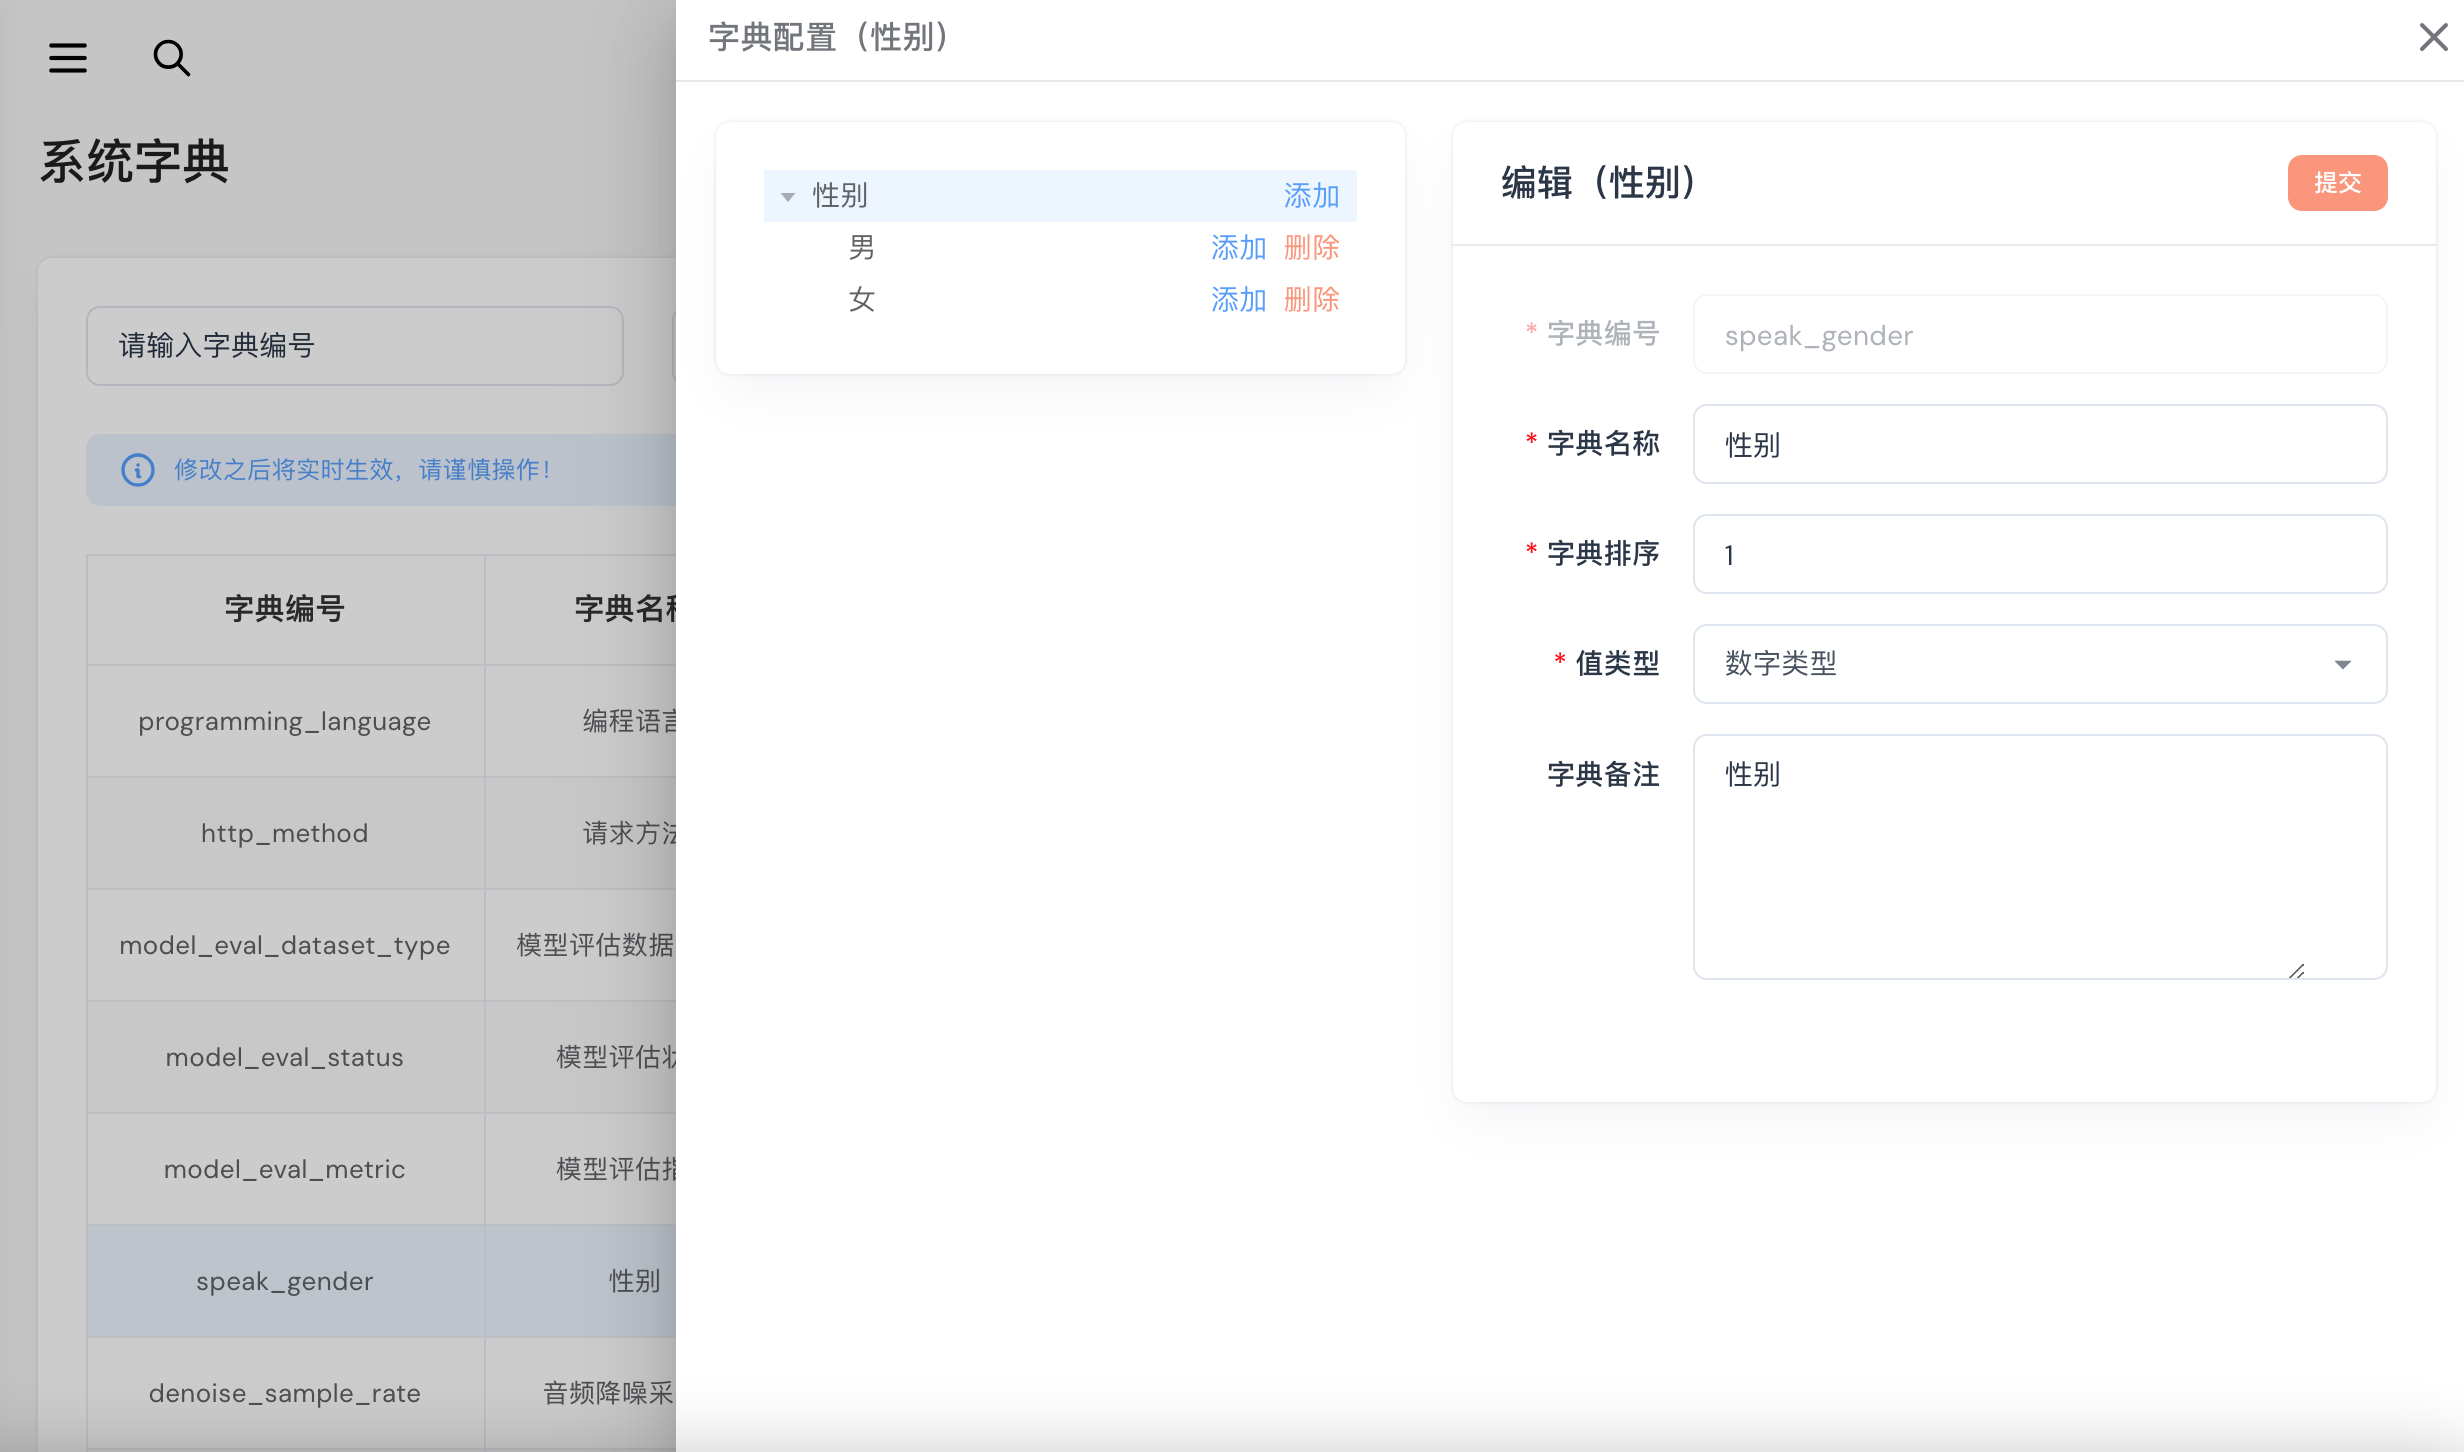 系统字典
请输入字典编号
修改之后将实时生效，请谨慎操作！
字典编号 字典名
programming_language 编程语言
http_method 请求方法
model_eval_dataset_type 模型评估数据
model_eval_status 模型评估状
model_eval_metric 模型评估指
speak_gender 性别
denoise_sample_rate 音频降噪采
字典配置（性别）
性别 添加
男 添加 删除
女 添加 删除
编辑（性别） 提交
* 字典编号 speak_gender
* 字典名称 性别
* 字典排序 1
* 值类型 数字类型
字典备注 性别